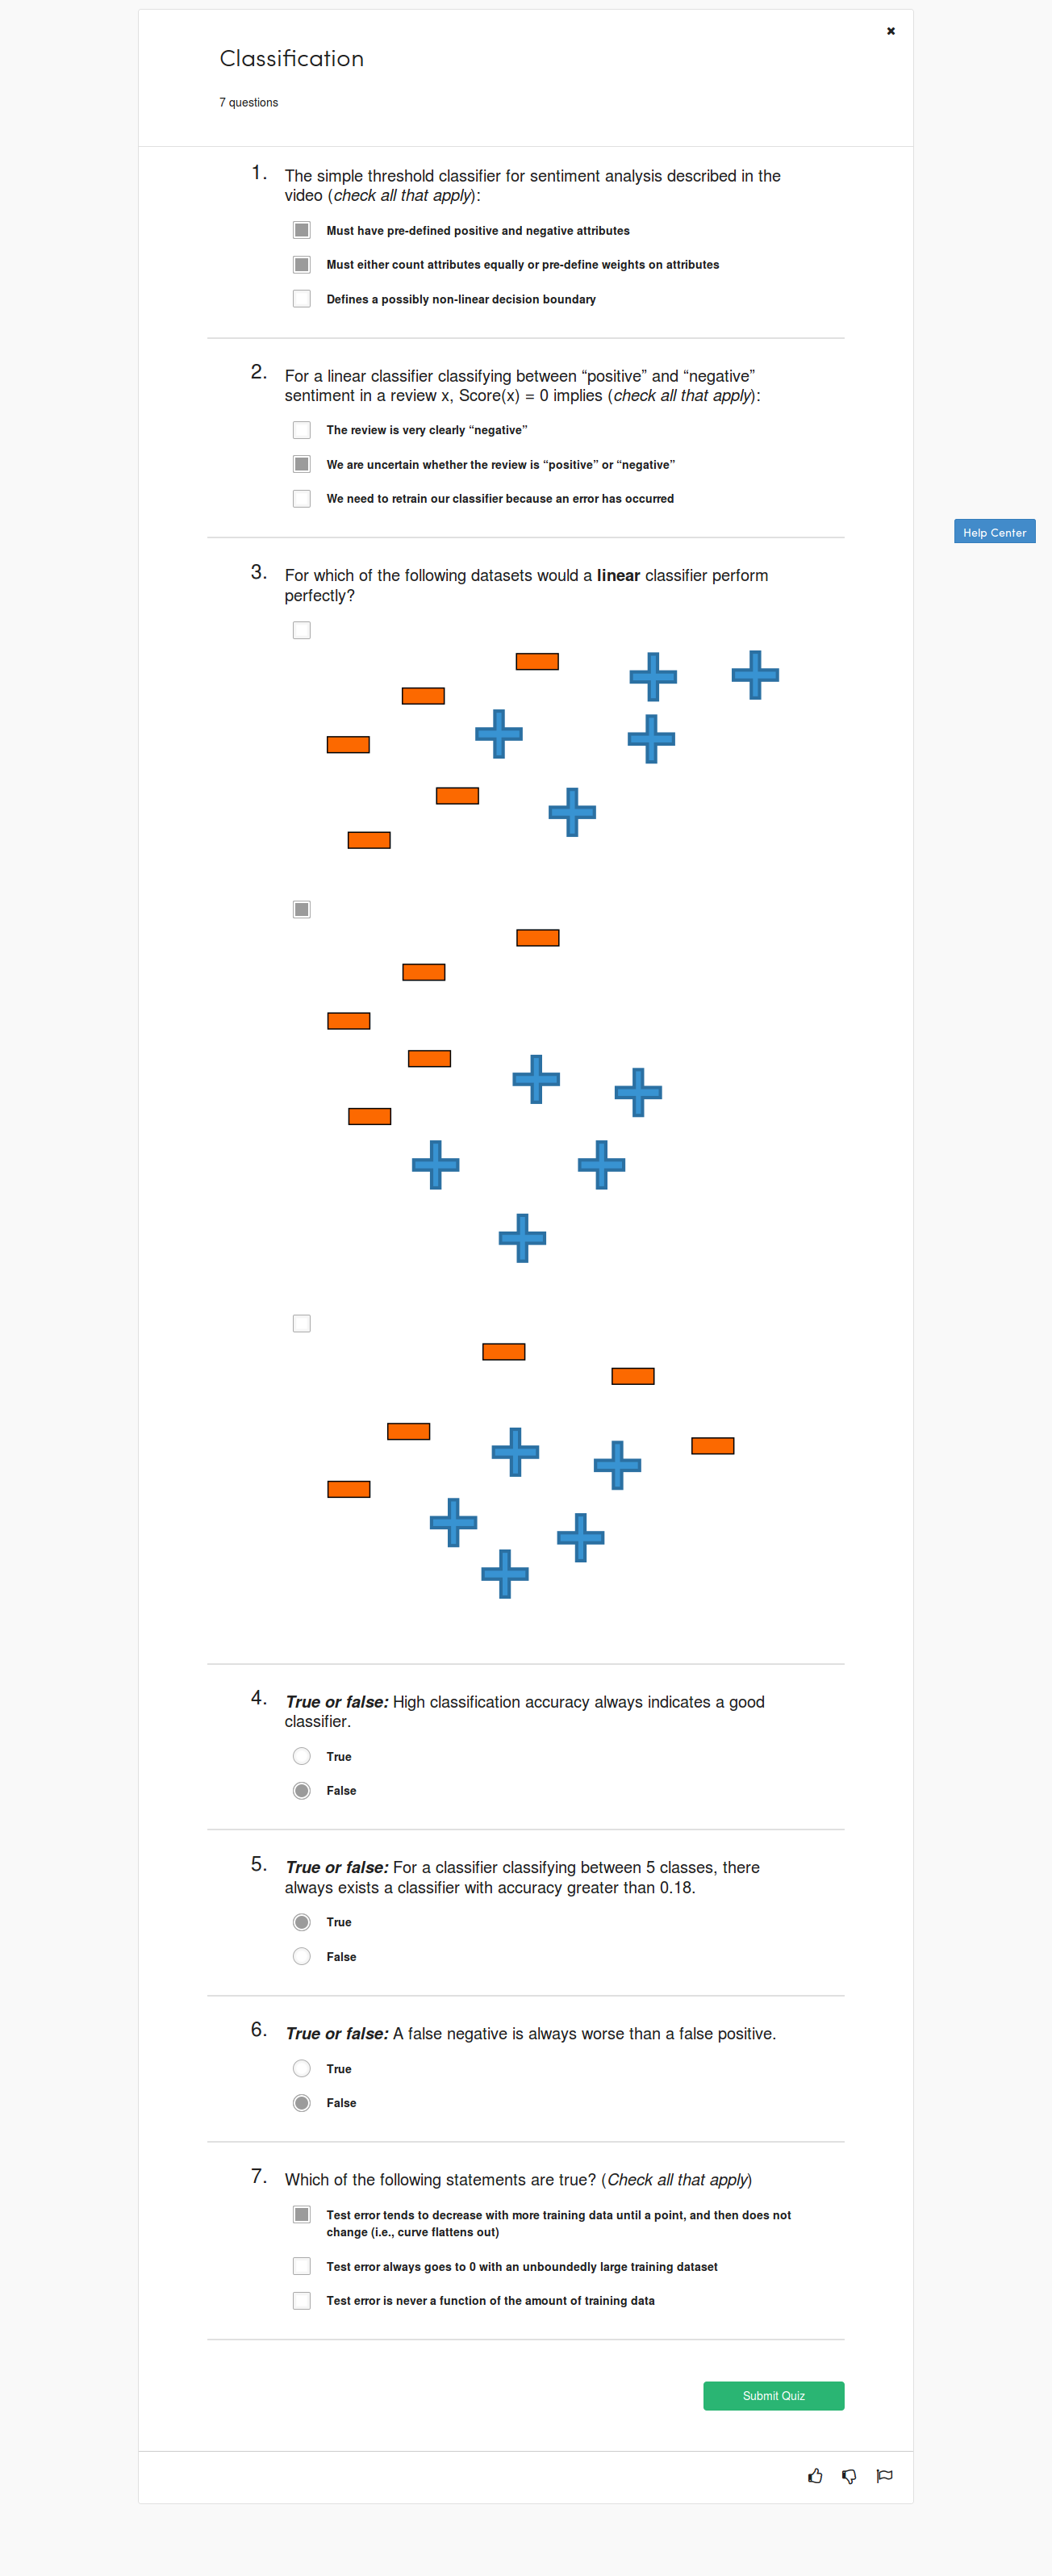 Classification
7 questions
1.
The simple threshold classifier for sentiment analysis described in the
video (check all that apply):
Must have pre-defined positive and negative attributes
Must either count attributes equally or pre-define weights on attributes
Defines a possibly non-linear decision boundary
2.
For a linear classifier classifying between “positive” and “negative”
sentiment in a review x, Score(x) = 0 implies (check all that apply):
The review is very clearly “negative”
We are uncertain whether the review is “positive” or “negative”
We need to retrain our classifier because an error has occurred
Help Center
3.
For which of the following datasets would a linear classifier perform
perfectly?
4.
True or false: High classification accuracy always indicates a good
classifier.
True
False
5.
True or false: For a classifier classifying between 5 classes, there
always exists a classifier with accuracy greater than 0.18.
True
False
6.
True or false: A false negative is always worse than a false positive.
True
False
7.
Which of the following statements are true? (Check all that apply)
Test error tends to decrease with more training data until a point, and then does not
change (i.e., curve flattens out)
Test error always goes to 0 with an unboundedly large training dataset
Test error is never a function of the amount of training data
Submit Quiz